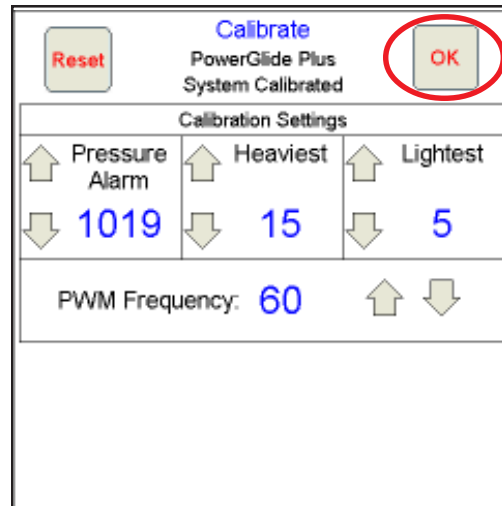 Calibrate
Reset
PowerGlide Plus
OK
System Calibrated
Calibration Settings
Pressure Alarm
1019
Heaviest
15
Lightest
5
PWM Frequency: 60